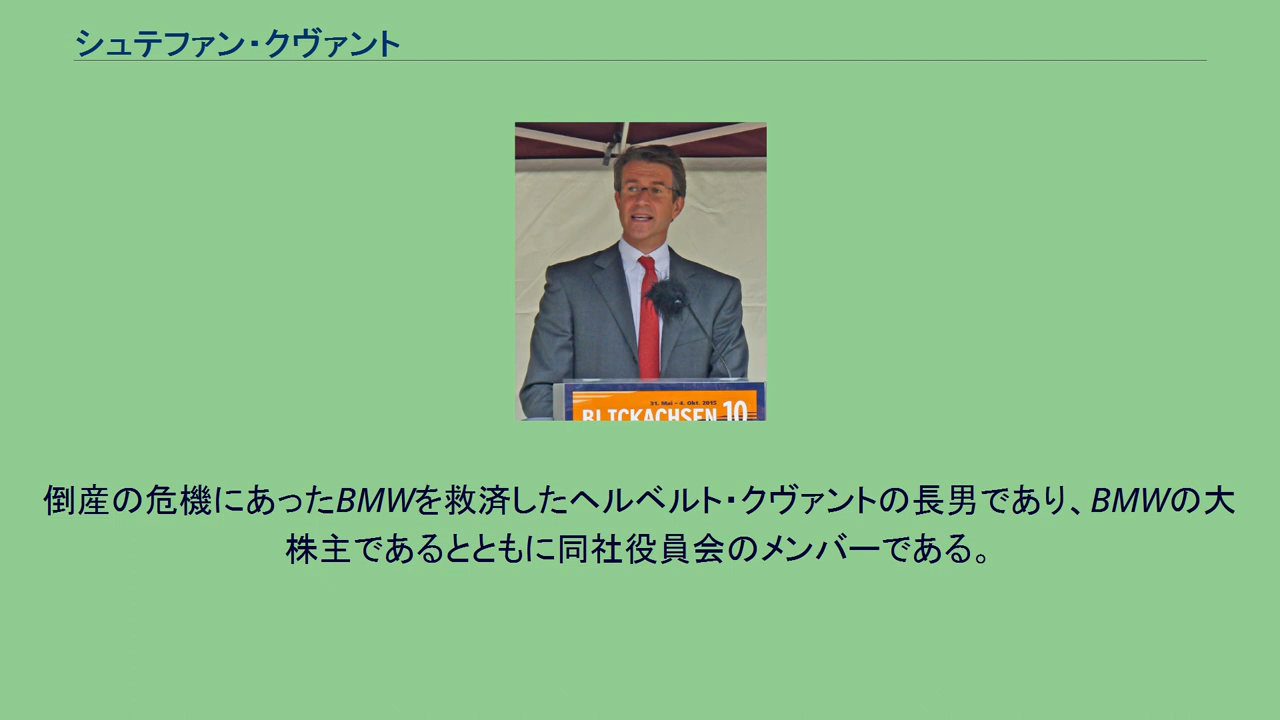 シュテファン・クヴァント
31. Mai – 4. Okt. 2015
BLICKACHSEN 10
倒産の危機にあったBMWを救済したヘルベルト・クヴァントの長男であり、BMWの大
株主であるとともに同社役員会のメンバーである。